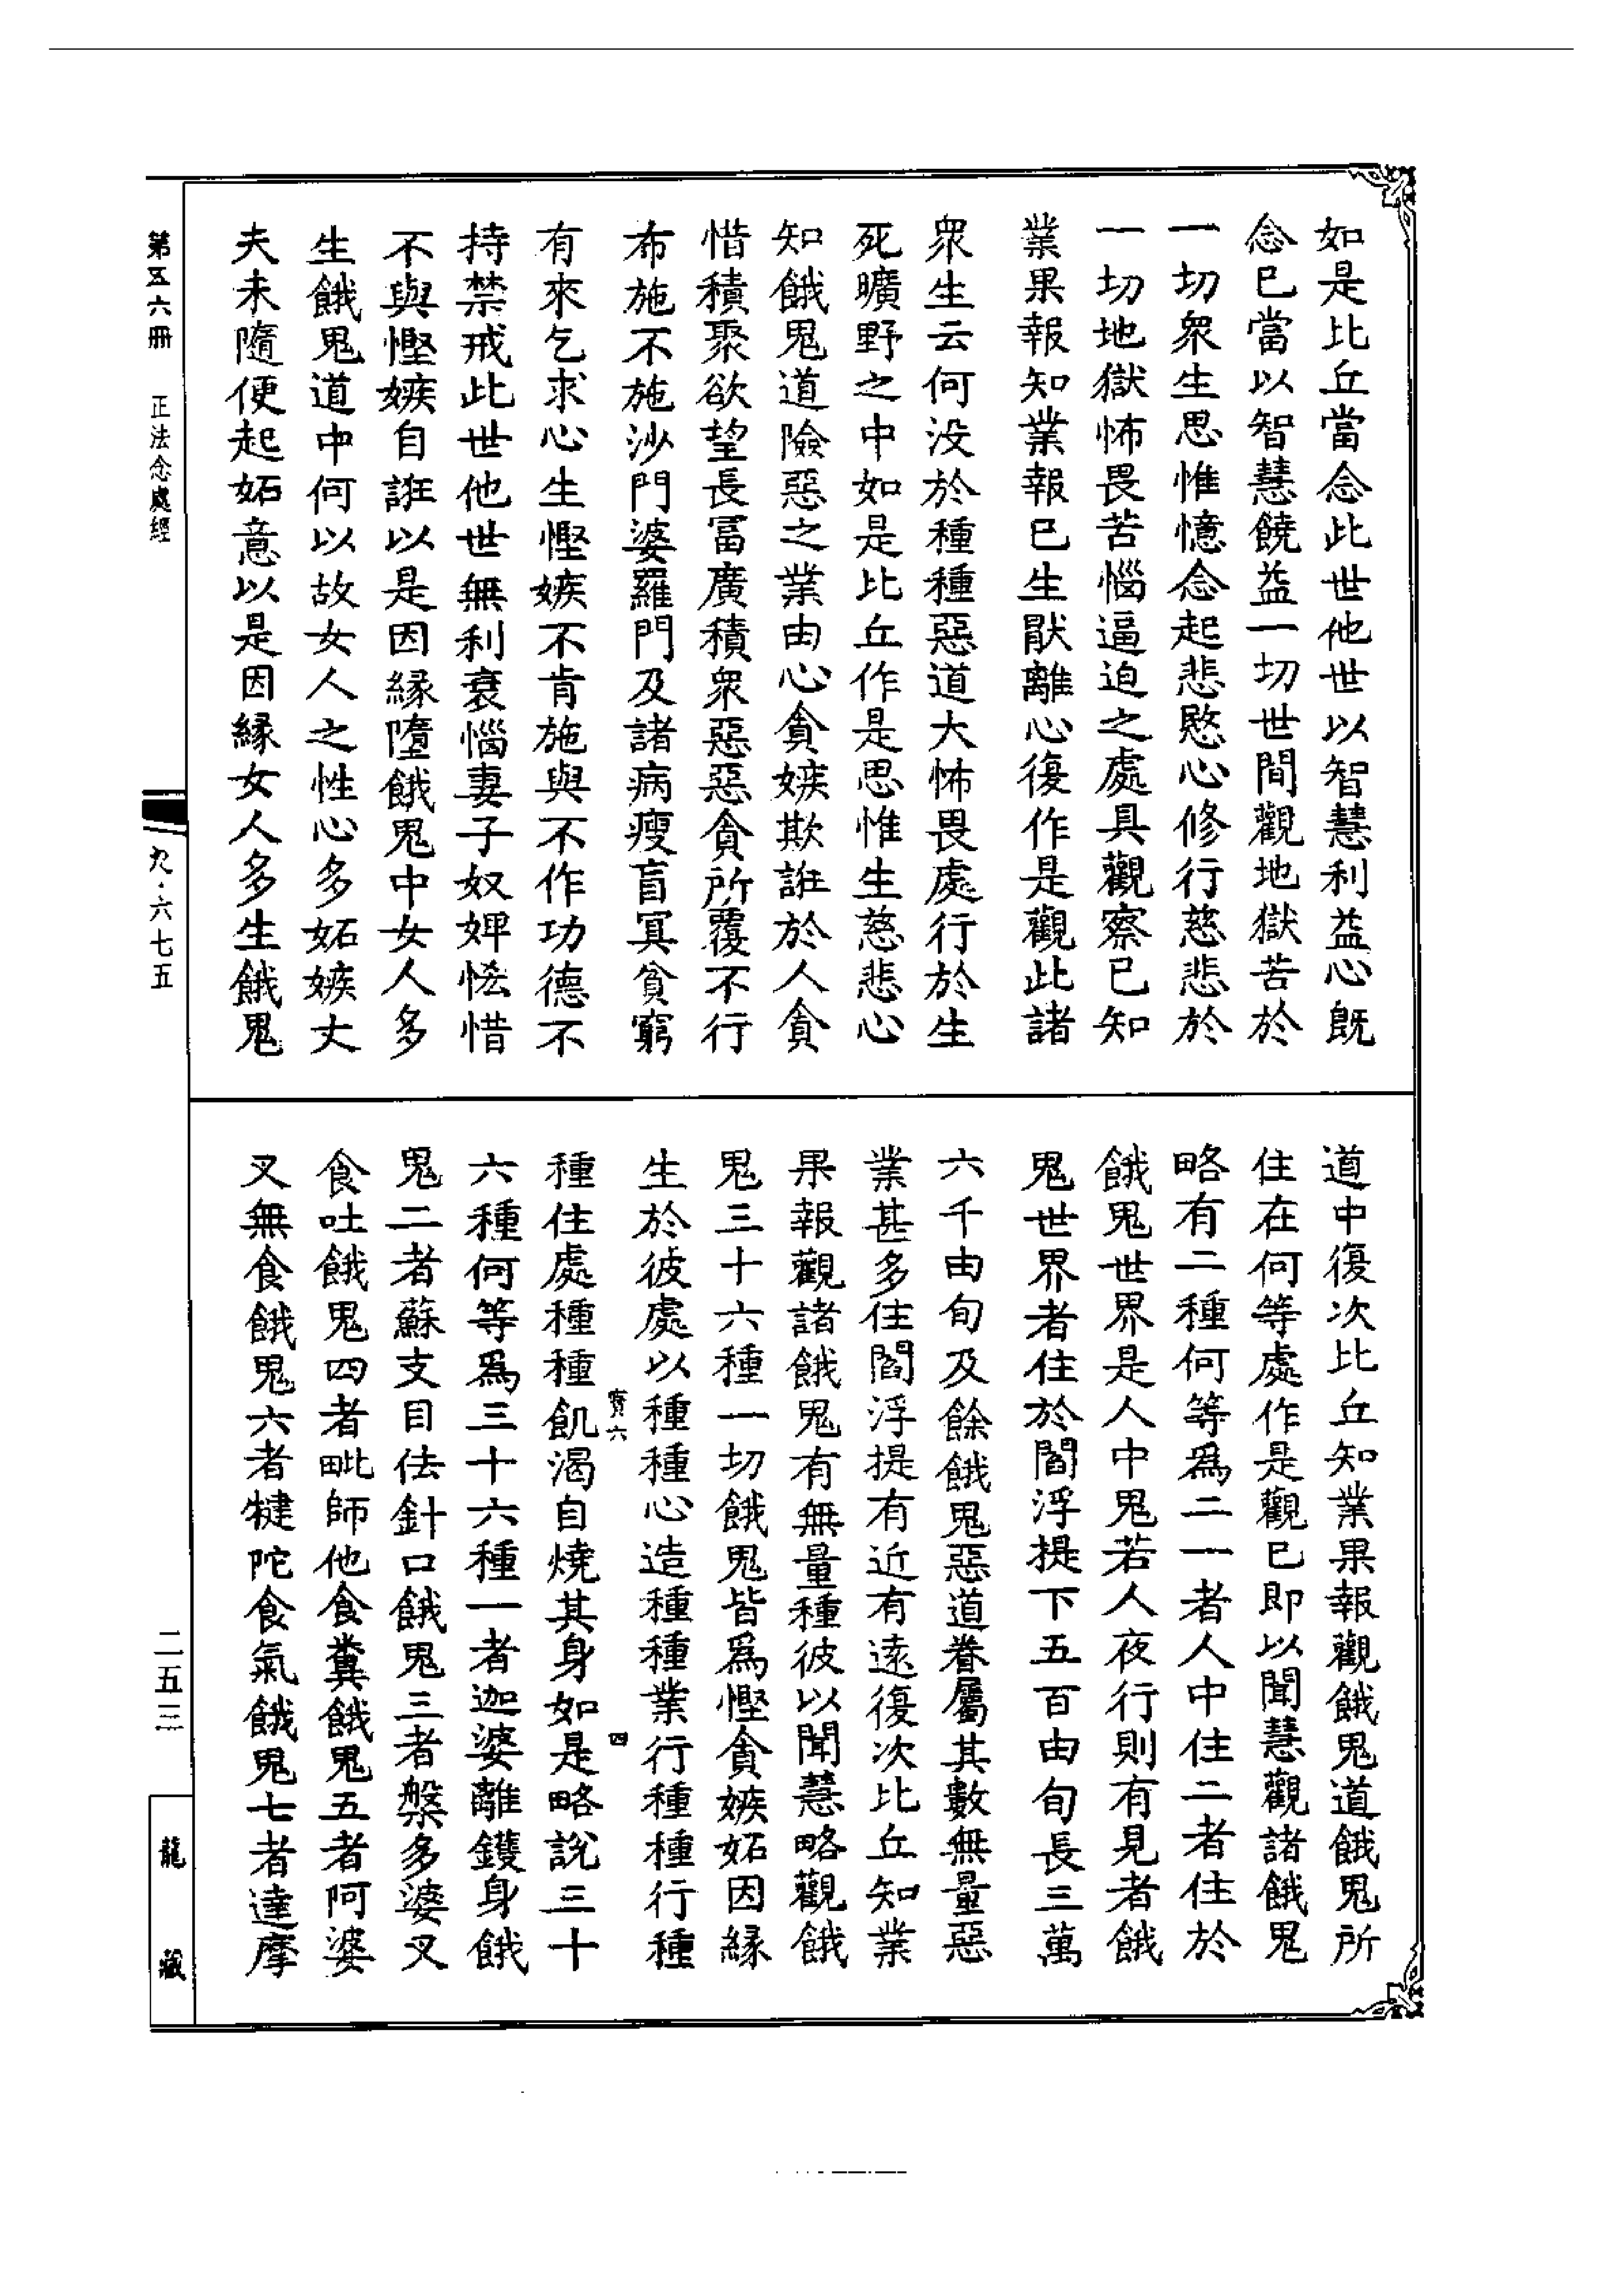 如是比丘當念此世他世以智慧利益心旣
念已當以智慧饒益一切世間觀地獄苦於
一切衆生思惟憶念起悲愍心修行慈悲於
一切地獄怖畏苦惱逼迫之處具觀察已知
業果報知業報已生厭離心復作是觀此諸
衆生云何没於種種惡道大怖畏處行於生
死曠野之中如是比丘作是思惟生慈悲心
知餓鬼道險惡之業由心貪嫉欺誑於人貪
惜積聚欲望長冨廣積衆惡惡貪所覆不行
布施不施沙門婆羅門及諸病瘦盲冥貧窮
有來乞求心生慳嫉不肯施與不作功德不
持禁戒此世他世無利衰惱妻子奴婢悋惜
不與慳嫉自誑以是因縁墮餓鬼中女人多
生餓鬼道中何以故女人之性心多妬嫉丈
夫未隨便起妬意以是因縁女人多生餓鬼
道中復次比丘知業果報觀餓鬼道餓鬼所
住在何等處作是觀已即以聞慧觀諸餓鬼
略有二種何等爲二一者人中住二者住於
餓鬼世界是人中鬼若人夜行則有見者餓
鬼世界者住於閻浮提下五百由旬長三萬
六千由旬及餘餓鬼惡道眷屬其數無量惡
業甚多住閻浮提有近有遠復次比丘知業
果報觀諸餓鬼有無量種彼以聞慧略觀餓
鬼三十六種一切餓鬼皆爲慳貪嫉妬因縁
生於彼處以種種心造種種業行種種行種
寳六
四
種住處種種飢渴自燒其身如是略說三十
六種何等爲三十六種一者迦婆離鑊身餓
鬼二者蘇支目佉針口餓鬼三者槃多婆叉
食吐餓鬼四者毗師他食糞餓鬼五者阿婆
叉無食餓鬼六者犍陀食氣餓鬼七者達摩
第五六冊
正法念處經
九·六七五
二五三
龍藏